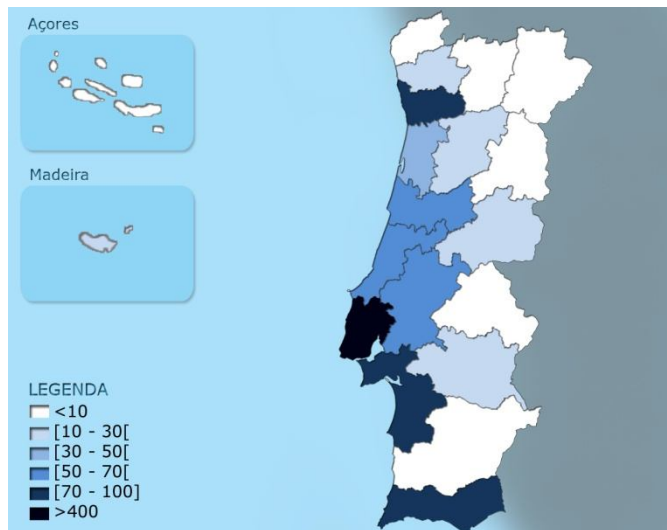 Açores
Madeira
LEGENDA
<10
[10 - 30[
[30 - 50[
[50 - 70[
[70 - 100]
>400